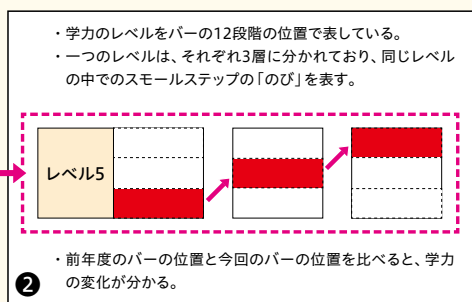 ・学力のレベルをバーの12段階の位置で表している。
・一つのレベルは、それぞれ3層に分かれており、同じレベル
の中でのスモールステップの「のび」を表す。
レベル5
・前年度のバーの位置と今回のバーの位置を比べると、学力
の変化が分かる。
❷